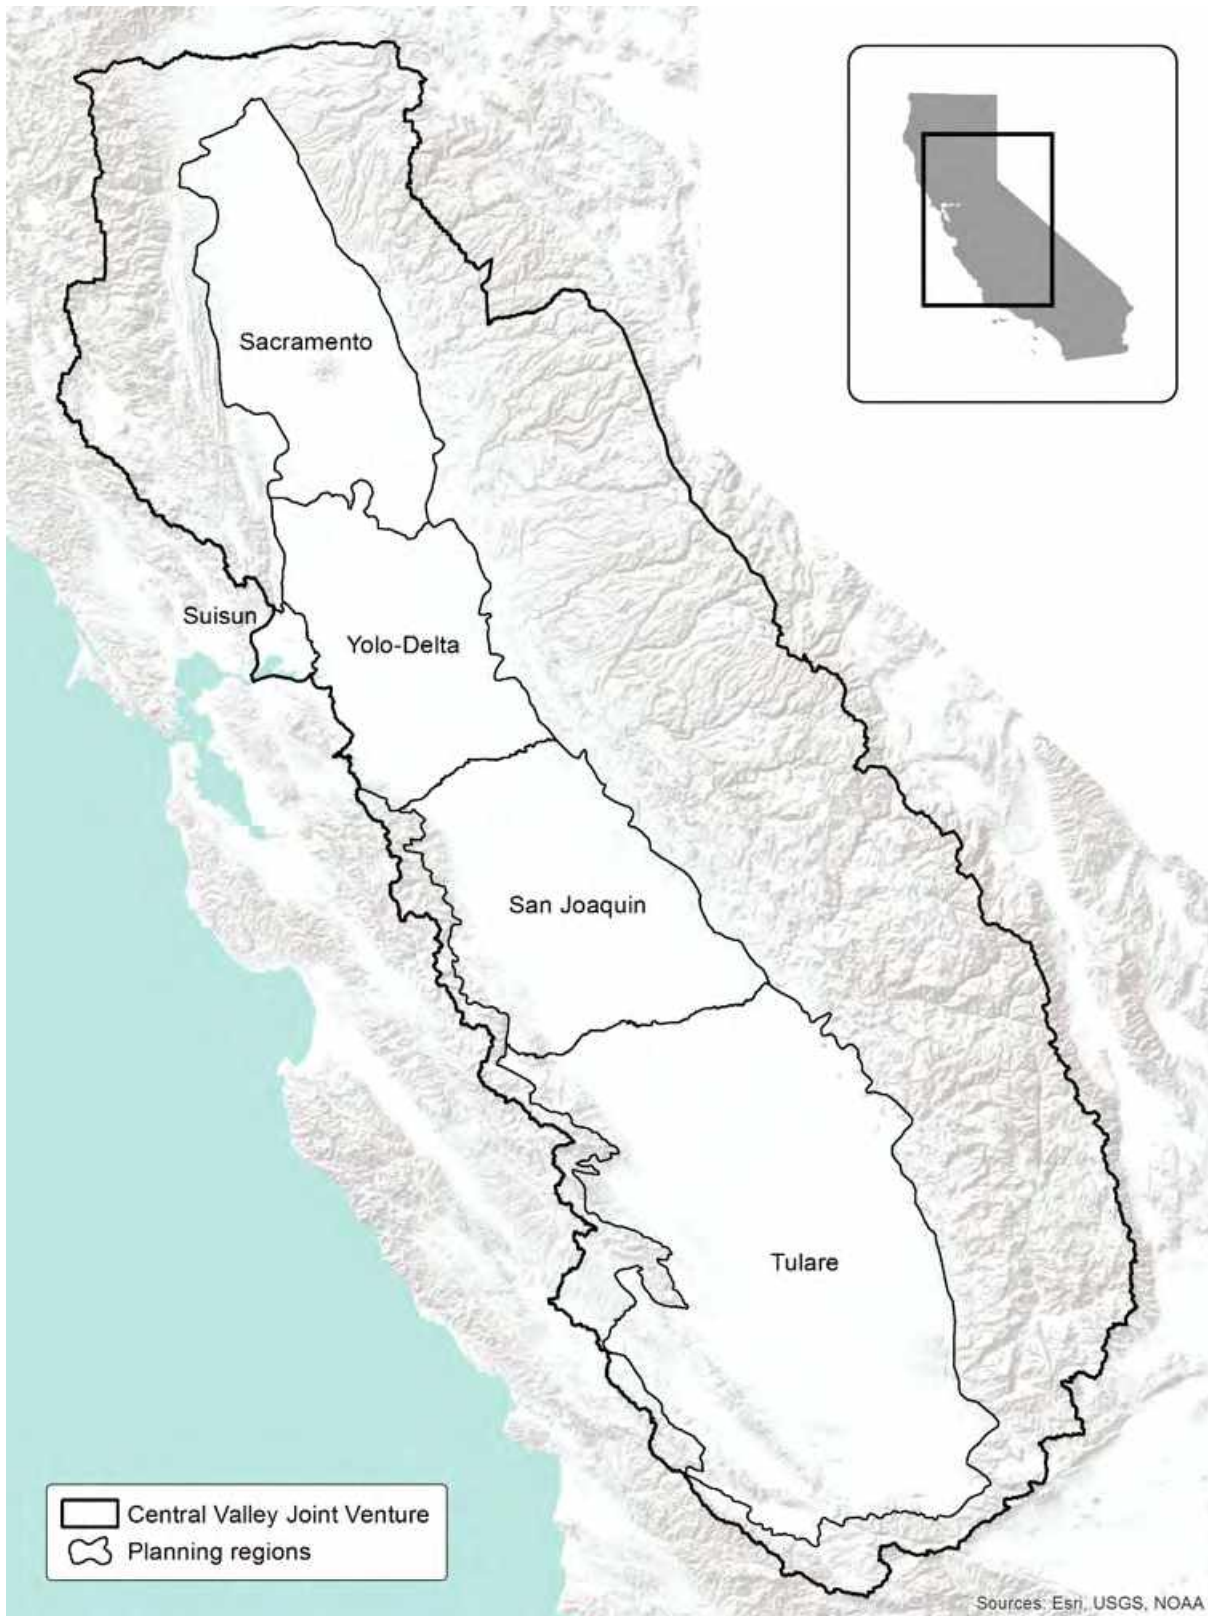 Sacramento
Suisun
Yolo-Delta
San Joaquin
Tulare
Central Valley Joint Venture
Planning regions
Sources: Esri, USGS, NOAA